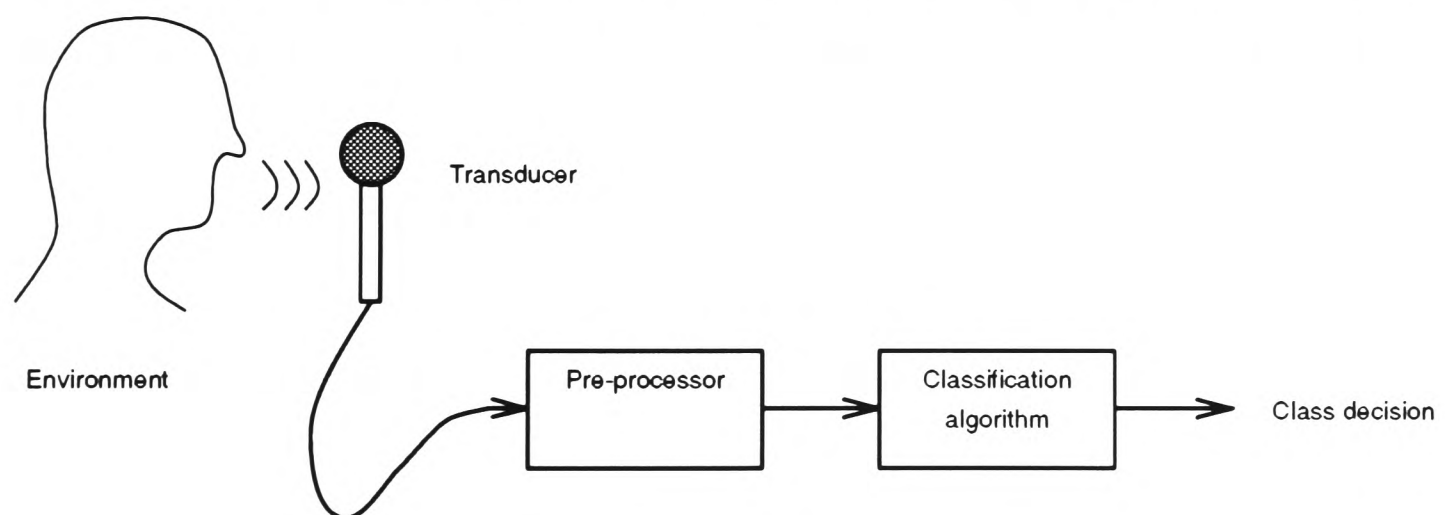 Transducer
Environment
Pre-processor
Classification
algorithm
Class decision